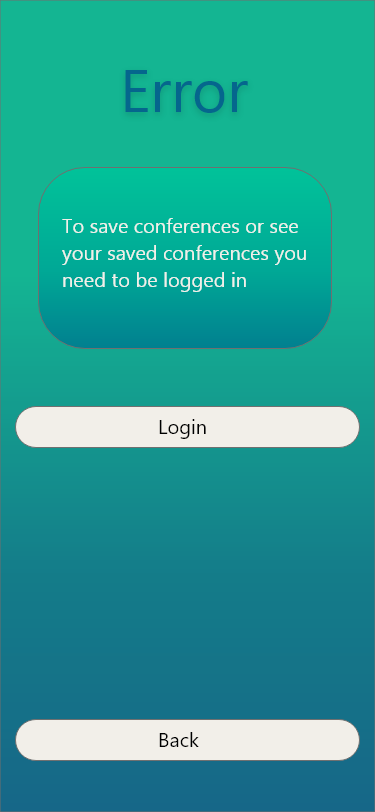 Error
To save conferences or see
your saved conferences you
need to be logged in
Login
Back